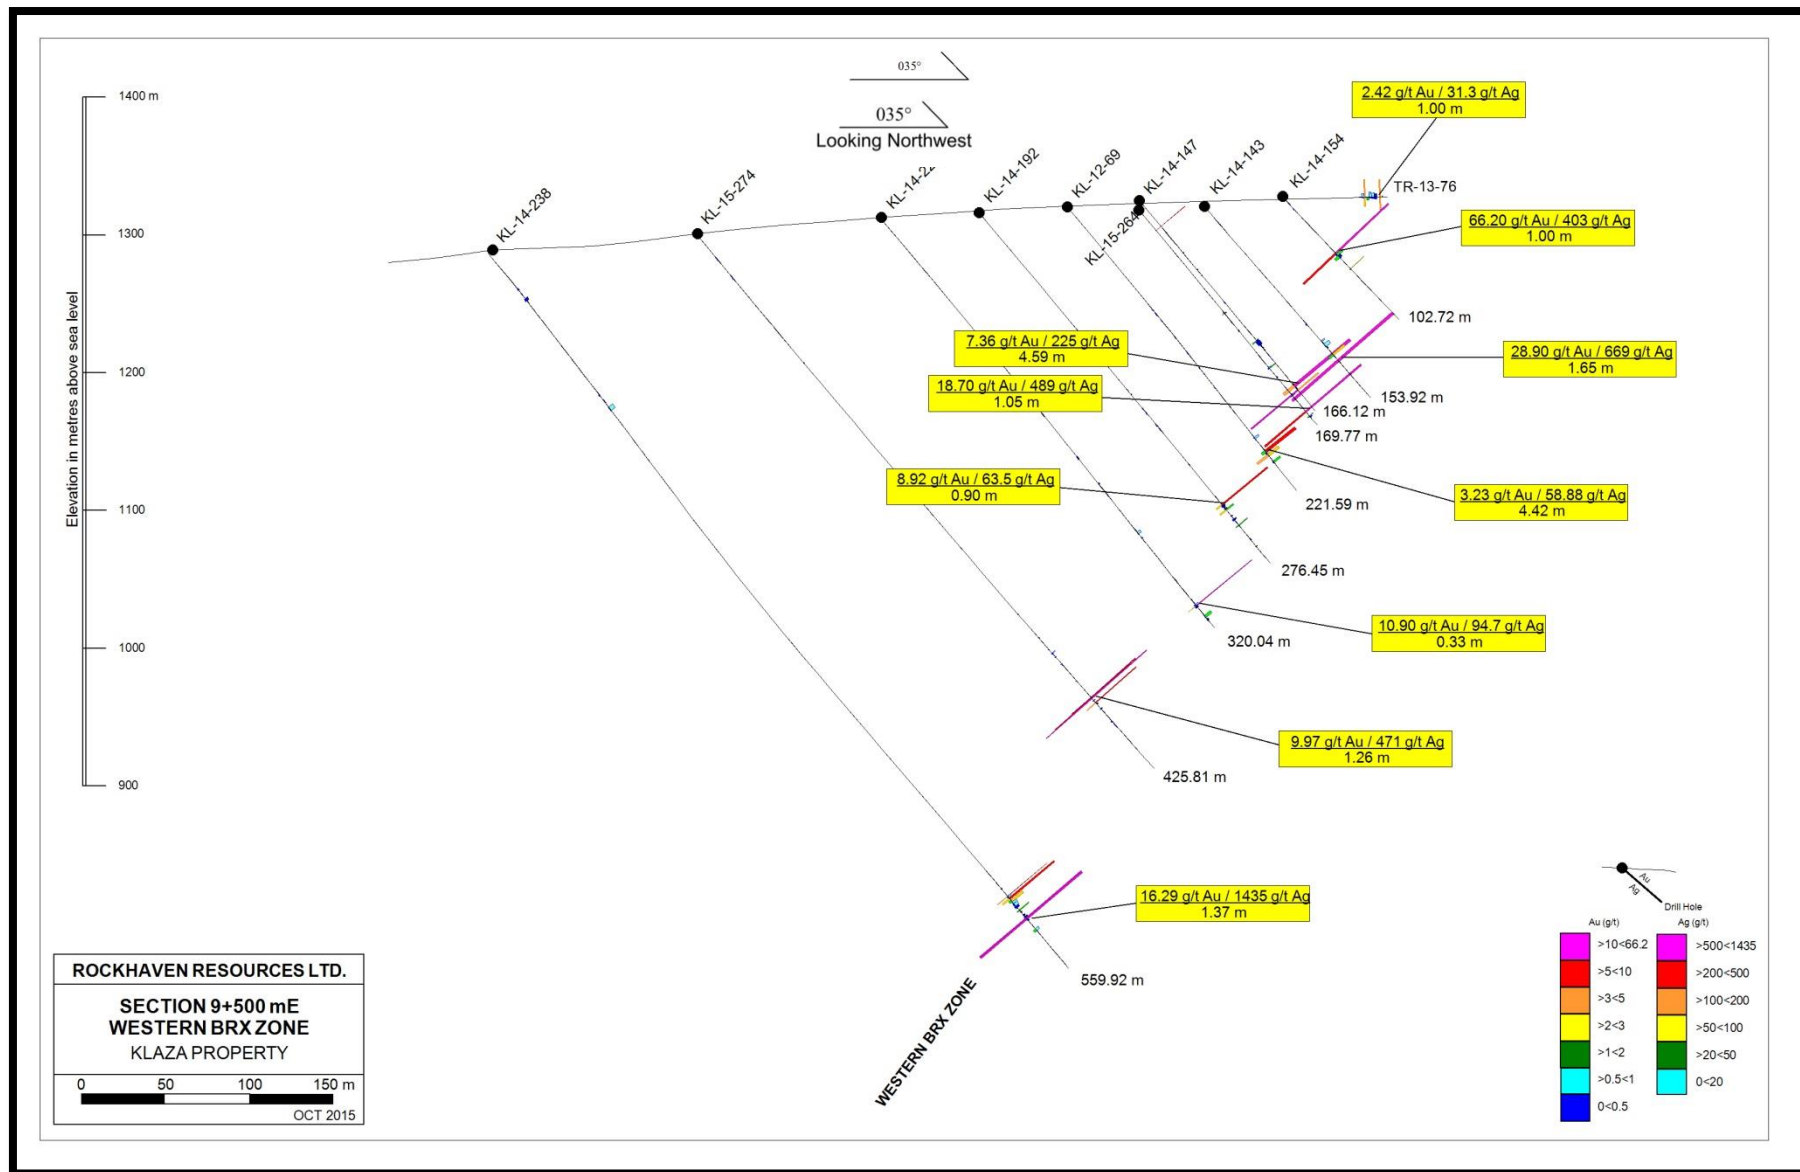 035°
035°
Looking Northwest
1400 m
1300
1200
1100
1000
900
Elevation in metres above sea level
KL-14-238
KL-15-274
KL-14-192
KL-12-69
KL-14-147
KL-15-264
KL-14-143
KL-14-154
TR-13-76
2.42 g/t Au / 31.3 g/t Ag
1.00 m
66.20 g/t Au / 403 g/t Ag
1.00 m
102.72 m
7.36 g/t Au / 225 g/t Ag
4.59 m
28.90 g/t Au / 669 g/t Ag
1.65 m
18.70 g/t Au / 489 g/t Ag
1.05 m
153.92 m
166.12 m
169.77 m
8.92 g/t Au / 63.5 g/t Ag
0.90 m
3.23 g/t Au / 58.88 g/t Ag
4.42 m
221.59 m
276.45 m
10.90 g/t Au / 94.7 g/t Ag
0.33 m
320.04 m
9.97 g/t Au / 471 g/t Ag
1.26 m
425.81 m
16.29 g/t Au / 1435 g/t Ag
1.37 m
559.92 m
WESTERN BRX ZONE
ROCKHAVEN RESOURCES LTD.
SECTION 9+500 mE
WESTERN BRX ZONE
KLAZA PROPERTY
0 50 100 150 m
OCT 2015
Au
Ag
Drill Hole
Au (g/t) Ag (g/t)
>10<66.2 >500<1435
>5<10 >200<500
>3<5 >100<200
>2<3 >50<100
>1<2 >20<50
>0.5<1 0<20
0<0.5